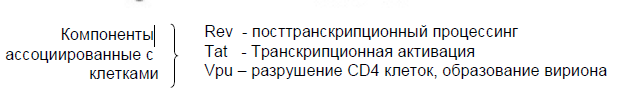 Компоненты
ассоциированные с
клетками
Rev - посттранскрипционный процессинг
Tat - Транскрипционная активация
Vpu – разрушение CD4 клеток, образование вириона